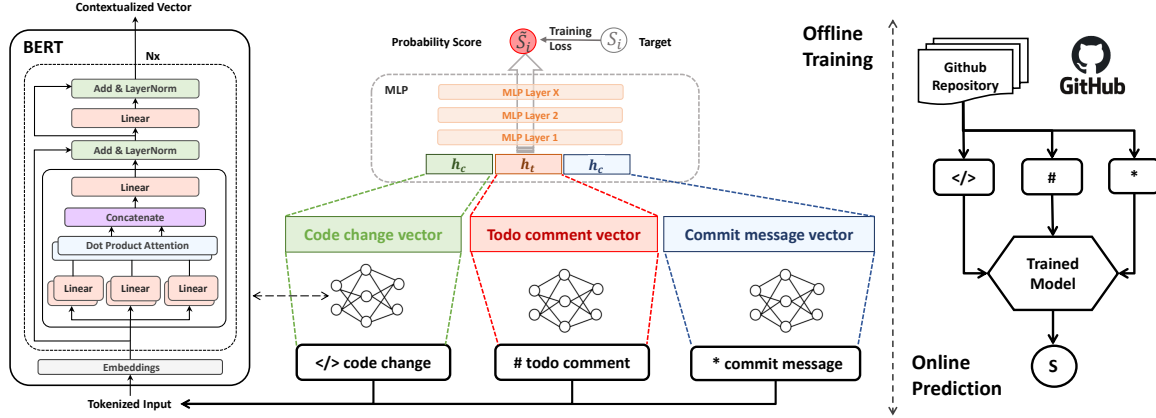 Contextualized Vector
BERT
Nx
Add & LayerNorm
Linear
Add & LayerNorm
Linear
Concatenate
Dot Product Attention
Linear
Linear
Linear
Embeddings
Tokenized Input
Probability Score
S̃ᵢ
Training
Loss
Sᵢ
Target
MLP
MLP Layer X
MLP Layer 2
MLP Layer 1
h_c
h_t
h_c
Code change vector
Todo comment vector
Commit message vector
</> code change
# todo comment
* commit message
Offline
Training
Online
Prediction
Github
Repository
GitHub
</>
#
*
Trained
Model
S